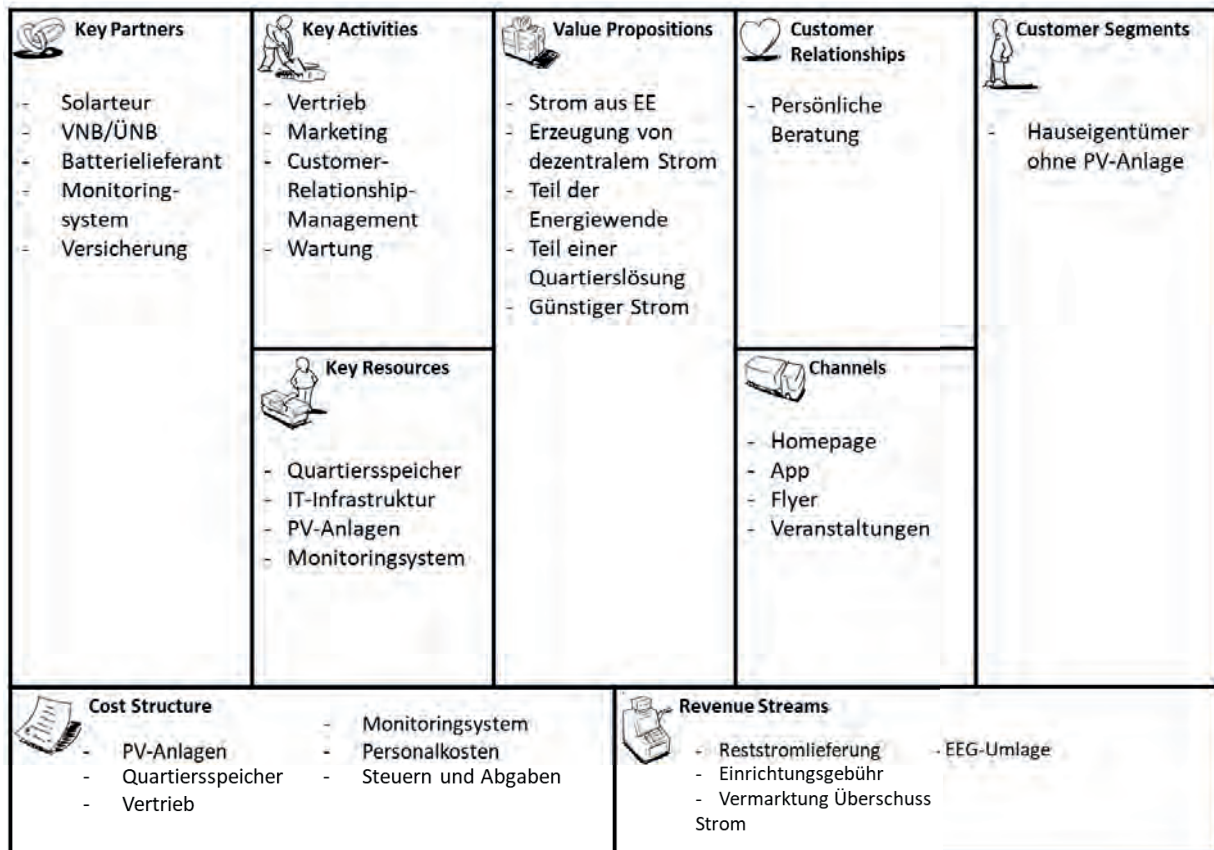 Key Partners
- Solarteur
- VNB/ÜNB
- Batterielieferant
- Monitoring-
system
- Versicherung
Key Activities
- Vertrieb
- Marketing
- Customer-
Relationship-
Management
- Wartung
Key Resources
- Quartiersspeicher
- IT-Infrastruktur
- PV-Anlagen
- Monitoringsystem
Value Propositions
- Strom aus EE
- Erzeugung von
dezentralem Strom
- Teil der
Energiewende
- Teil einer
Quartierslösung
- Günstiger Strom
Customer
Relationships
- Persönliche
Beratung
Channels
- Homepage
- App
- Flyer
- Veranstaltungen
Customer Segments
- Hauseigentümer
ohne PV-Anlage
Cost Structure
- PV-Anlagen
- Quartiersspeicher
- Vertrieb
- Monitoringsystem
- Personalkosten
- Steuern und Abgaben
Revenue Streams
- Reststromlieferung
- Einrichtungsgebühr
- Vermarktung Überschuss
Strom
- EEG-Umlage